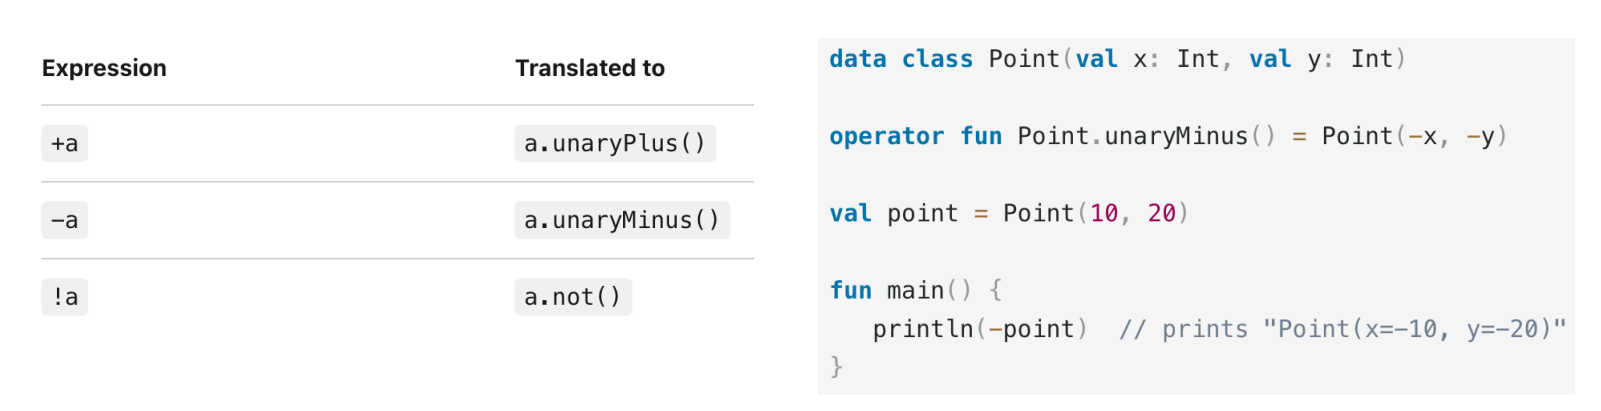 Expression Translated to
+a a.unaryPlus()
-a a.unaryMinus()
!a a.not()
data class Point(val x: Int, val y: Int)
operator fun Point.unaryMinus() = Point(-x, -y)
val point = Point(10, 20)
fun main() {
   println(-point)  // prints "Point(x=-10, y=-20)"
}